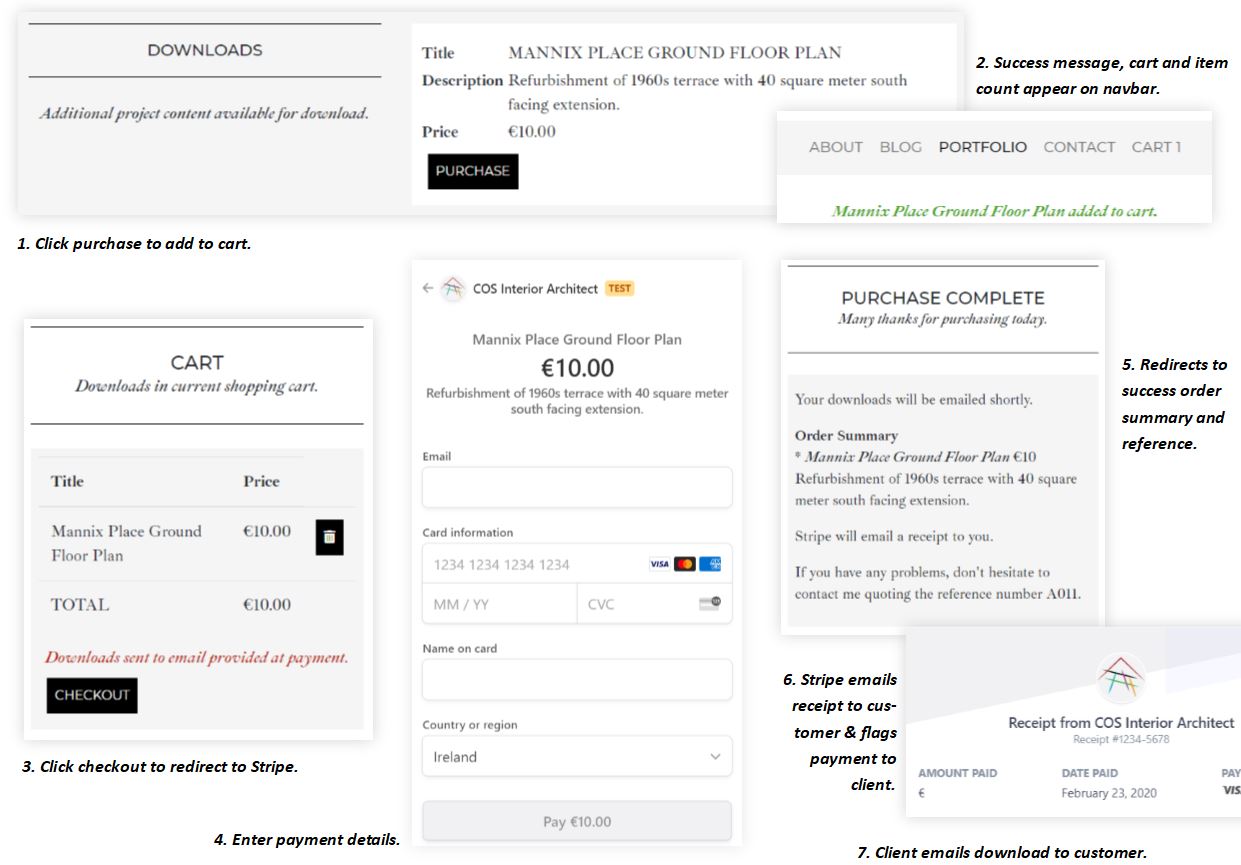 DOWNLOADS
Additional project content available for download.
Title MANNIX PLACE GROUND FLOOR PLAN
Description Refurbishment of 1960s terrace with 40 square meter south
facing extension.
Price €10.00
PURCHASE
1. Click purchase to add to cart.
2. Success message, cart and item
count appear on navbar.
ABOUT BLOG PORTFOLIO CONTACT CART 1
Mannix Place Ground Floor Plan added to cart.
CART
Downloads in current shopping cart.
Title Price
Mannix Place Ground €10.00
Floor Plan
TOTAL €10.00
Downloads sent to email provided at payment.
CHECKOUT
3. Click checkout to redirect to Stripe.
COS Interior Architect TEST
Mannix Place Ground Floor Plan
€10.00
Refurbishment of 1960s terrace with 40 square meter
south facing extension.
Email
Card information
1234 1234 1234 1234 VISA
MM / YY CVC
Name on card
Country or region
Ireland
Pay €10.00
4. Enter payment details.
PURCHASE COMPLETE
Many thanks for purchasing today.
Your downloads will be emailed shortly.
Order Summary
* Mannix Place Ground Floor Plan €10
Refurbishment of 1960s terrace with 40 square
meter south facing extension.
Stripe will email a receipt to you.
If you have any problems, don't hesitate to
contact me quoting the reference number A011.
5. Redirects to
success order
summary and
reference.
6. Stripe emails
receipt to cus-
tomer & flags
payment to
client.
Receipt from COS Interior Architect
Receipt #1234-5678
AMOUNT PAID DATE PAID PAY
€ February 23, 2020 VIS
7. Client emails download to customer.